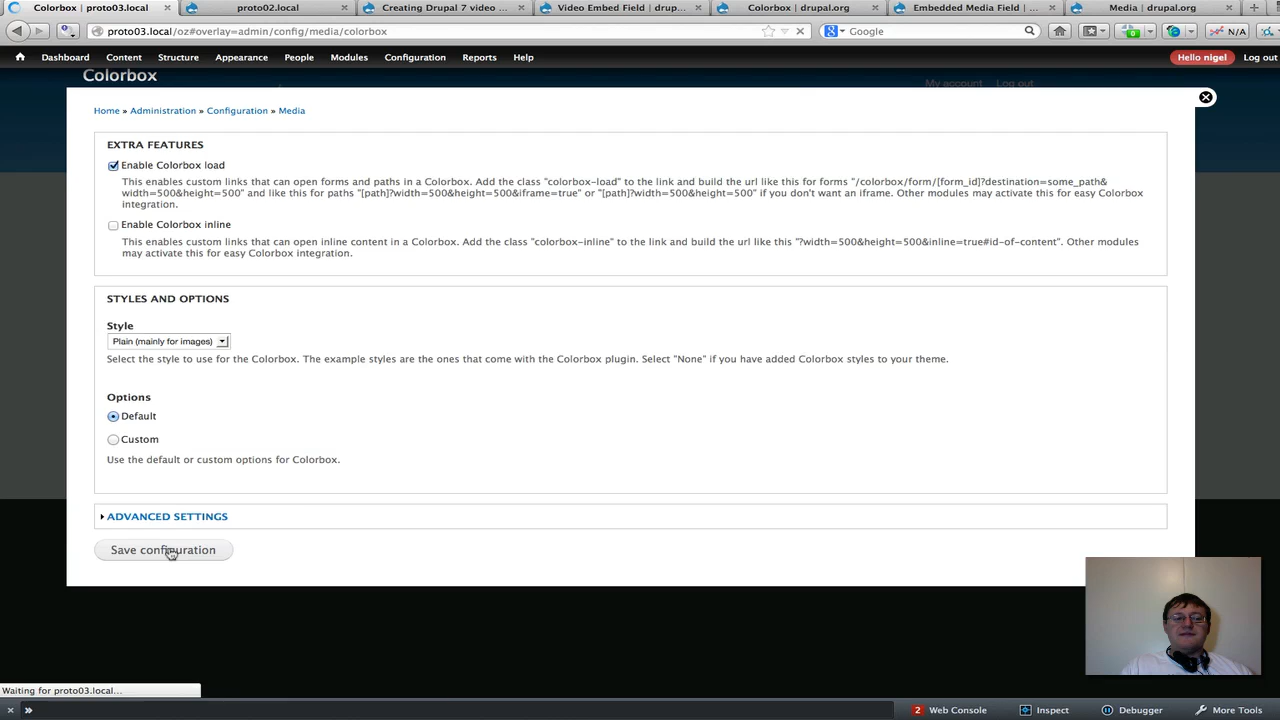 Colorbox | proto03.local
proto02.local
Creating Drupal 7 video ...
Video Embed Field / drup...
Colorbox | drupal.org
Embedded Media Field | ...
Media | drupal.org
proto03.local/oz#overlay=admin/config/media/colorbox
Google
N/A
Dashboard Content Structure Appearance People Modules Configuration Reports Help
Hello nigel Log out
Colorbox
My account Log out
Home » Administration » Configuration » Media
EXTRA FEATURES
Enable Colorbox load
This enables custom links that can open forms and paths in a Colorbox. Add the class "colorbox-load" to the link and build the url like this for forms "/colorbox/form/[form_id]?destination=some_path&
width=500&height=500" and like this for paths "[path]?width=500&height=500&iframe=true" or "[path]?width=500&height=500" if you don't want an iframe. Other modules may activate this for easy Colorbox
integration.
Enable Colorbox inline
This enables custom links that can open inline content in a Colorbox. Add the class "colorbox-inline" to the link and build the url like this "?width=500&height=500&inline=true#id-of-content". Other modules
may activate this for easy Colorbox integration.
STYLES AND OPTIONS
Style
Plain (mainly for images)
Select the style to use for the Colorbox. The example styles are the ones that come with the Colorbox plugin. Select "None" if you have added Colorbox styles to your theme.
Options
Default
Custom
Use the default or custom options for Colorbox.
ADVANCED SETTINGS
Save configuration
Waiting for proto03.local...
2 Web Console Inspect Debugger More Tools